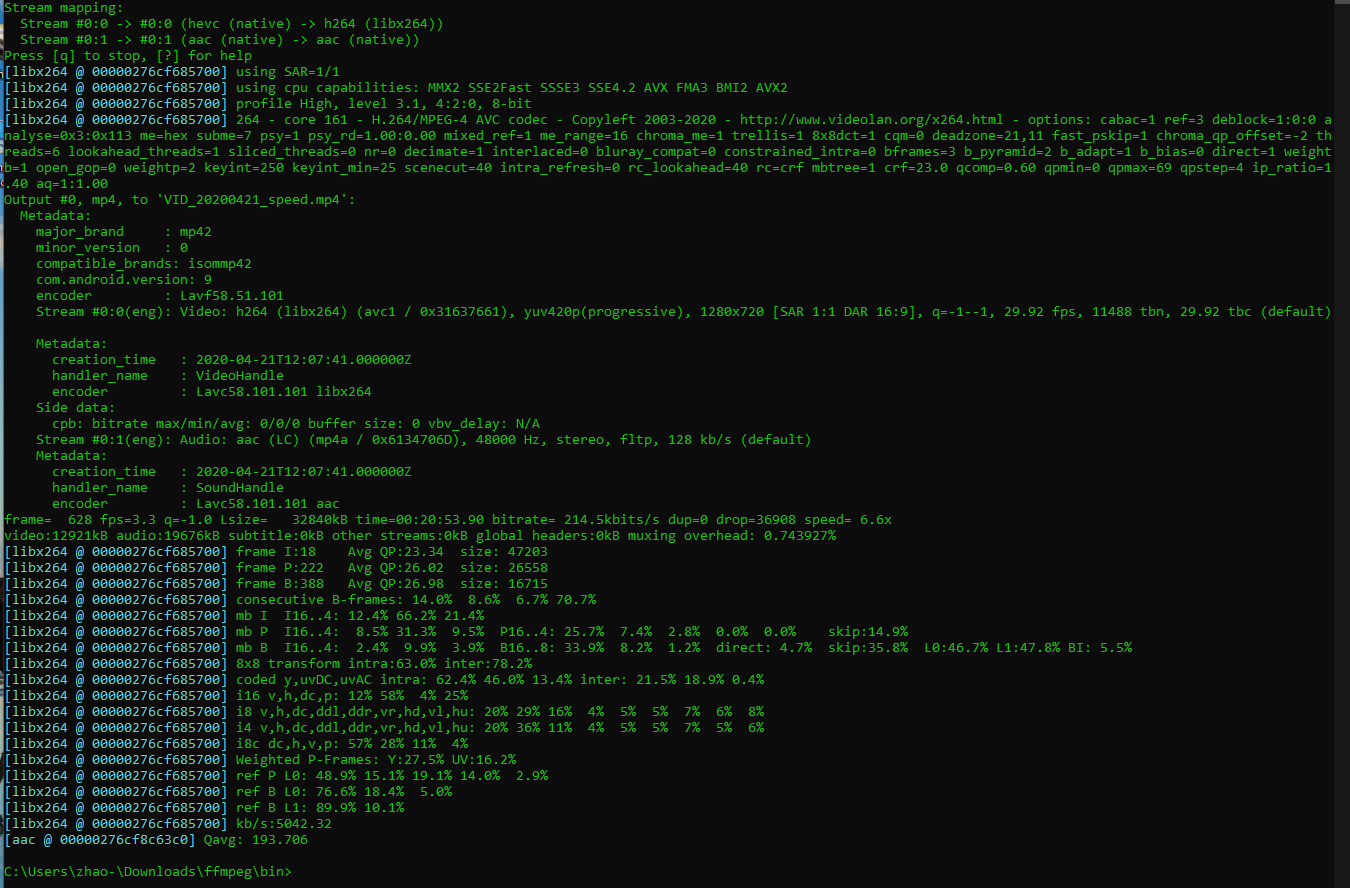 Stream mapping:
  Stream #0:0 -> #0:0 (hevc (native) -> h264 (libx264))
  Stream #0:1 -> #0:1 (aac (native) -> aac (native))
Press [q] to stop, [?] for help
[libx264 @ 00000276cf685700] using SAR=1/1
[libx264 @ 00000276cf685700] using cpu capabilities: MMX2 SSE2Fast SSSE3 SSE4.2 AVX FMA3 BMI2 AVX2
[libx264 @ 00000276cf685700] profile High, level 3.1, 4:2:0, 8-bit
[libx264 @ 00000276cf685700] 264 - core 161 - H.264/MPEG-4 AVC codec - Copyleft 2003-2020 - http://www.videolan.org/x264.html - options: cabac=1 ref=3 deblock=1:0:0 a
nalyse=0x3:0x113 me=hex subme=7 psy=1 psy_rd=1.00:0.00 mixed_ref=1 me_range=16 chroma_me=1 trellis=1 8x8dct=1 cqm=0 deadzone=21,11 fast_pskip=1 chroma_qp_offset=-2 th
reads=6 lookahead_threads=1 sliced_threads=0 nr=0 decimate=1 interlaced=0 bluray_compat=0 constrained_intra=0 bframes=3 b_pyramid=2 b_adapt=1 b_bias=0 direct=1 weight
b=1 open_gop=0 weightp=2 keyint=250 keyint_min=25 scenecut=40 intra_refresh=0 rc_lookahead=40 rc=crf mbtree=1 crf=23.0 qcomp=0.60 qpmin=0 qpmax=69 qpstep=4 ip_ratio=1
.40 aq=1:1.00
Output #0, mp4, to 'VID_20200421_speed.mp4':
  Metadata:
    major_brand     : mp42
    minor_version   : 0
    compatible_brands: isommp42
    com.android.version: 9
    encoder         : Lavf58.51.101
    Stream #0:0(eng): Video: h264 (libx264) (avc1 / 0x31637661), yuv420p(progressive), 1280x720 [SAR 1:1 DAR 16:9], q=-1--1, 29.92 fps, 11488 tbn, 29.92 tbc (default)
    Metadata:
      creation_time   : 2020-04-21T12:07:41.000000Z
      handler_name    : VideoHandle
      encoder         : Lavc58.101.101 libx264
    Side data:
      cpb: bitrate max/min/avg: 0/0/0 buffer size: 0 vbv_delay: N/A
    Stream #0:1(eng): Audio: aac (LC) (mp4a / 0x6134706D), 48000 Hz, stereo, fltp, 128 kb/s (default)
    Metadata:
      creation_time   : 2020-04-21T12:07:41.000000Z
      handler_name    : SoundHandle
      encoder         : Lavc58.101.101 aac
frame=  628 fps=3.3 q=-1.0 Lsize=   32840kB time=00:20:53.90 bitrate= 214.5kbits/s dup=0 drop=36908 speed= 6.6x
video:12921kB audio:19676kB subtitle:0kB other streams:0kB global headers:0kB muxing overhead: 0.743927%
[libx264 @ 00000276cf685700] frame I:18    Avg QP:23.34  size: 47203
[libx264 @ 00000276cf685700] frame P:222   Avg QP:26.02  size: 26558
[libx264 @ 00000276cf685700] frame B:388   Avg QP:26.98  size: 16715
[libx264 @ 00000276cf685700] consecutive B-frames: 14.0%  8.6%  6.7% 70.7%
[libx264 @ 00000276cf685700] mb I  I16..4: 12.4% 66.2% 21.4%
[libx264 @ 00000276cf685700] mb P  I16..4:  8.5% 31.3%  9.5%  P16..4: 25.7%  7.4%  2.8%  0.0%  0.0%    skip:14.9%
[libx264 @ 00000276cf685700] mb B  I16..4:  2.4%  9.9%  3.9%  B16..8: 33.9%  8.2%  1.2%  direct: 4.7%  skip:35.8%  L0:46.7% L1:47.8% BI: 5.5%
[libx264 @ 00000276cf685700] 8x8 transform intra:63.0% inter:78.2%
[libx264 @ 00000276cf685700] coded y,uvDC,uvAC intra: 62.4% 46.0% 13.4% inter: 21.5% 18.9% 0.4%
[libx264 @ 00000276cf685700] i16 v,h,dc,p: 12% 58%  4% 25%
[libx264 @ 00000276cf685700] i8 v,h,dc,ddl,ddr,vr,hd,vl,hu: 20% 29% 16%  4%  5%  5%  7%  6%  8%
[libx264 @ 00000276cf685700] i4 v,h,dc,ddl,ddr,vr,hd,vl,hu: 20% 36% 11%  4%  5%  5%  7%  5%  6%
[libx264 @ 00000276cf685700] i8c dc,h,v,p: 57% 28% 11%  4%
[libx264 @ 00000276cf685700] Weighted P-Frames: Y:27.5% UV:16.2%
[libx264 @ 00000276cf685700] ref P L0: 48.9% 15.1% 19.1% 14.0%  2.9%
[libx264 @ 00000276cf685700] ref B L0: 76.6% 18.4%  5.0%
[libx264 @ 00000276cf685700] ref B L1: 89.9% 10.1%
[libx264 @ 00000276cf685700] kb/s:5042.32
[aac @ 00000276cf8c63c0] Qavg: 193.706
C:\Users\zhao-\Downloads\ffmpeg\bin>